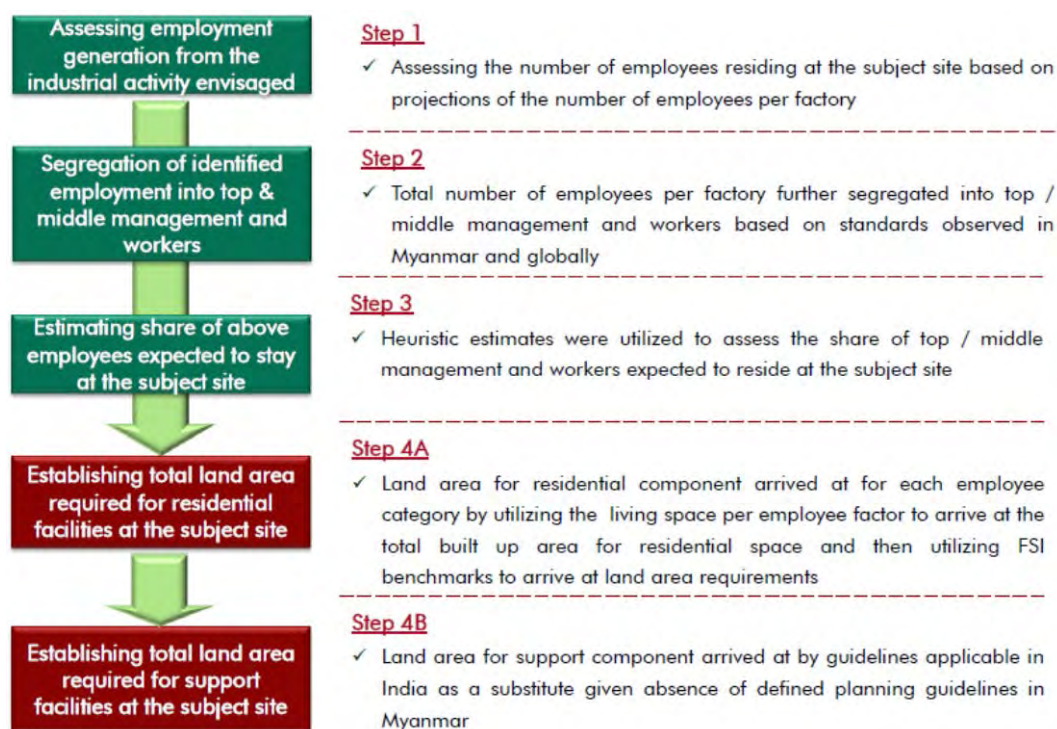 Assessing employment
generation from the
industrial activity envisaged
Step 1
✓ Assessing the number of employees residing at the subject site based on
projections of the number of employees per factory
Segregation of identified
employment into top &
middle management and
workers
Step 2
✓ Total number of employees per factory further segregated into top /
middle management and workers based on standards observed in
Myanmar and globally
Estimating share of above
employees expected to stay
at the subject site
Step 3
✓ Heuristic estimates were utilized to assess the share of top / middle
management and workers expected to reside at the subject site
Establishing total land area
required for residential
facilities at the subject site
Step 4A
✓ Land area for residential component arrived at for each employee
category by utilizing the living space per employee factor to arrive at the
total built up area for residential space and then utilizing FSI
benchmarks to arrive at land area requirements
Establishing total land area
required for support
facilities at the subject site
Step 4B
✓ Land area for support component arrived at by guidelines applicable in
India as a substitute given absence of defined planning guidelines in
Myanmar